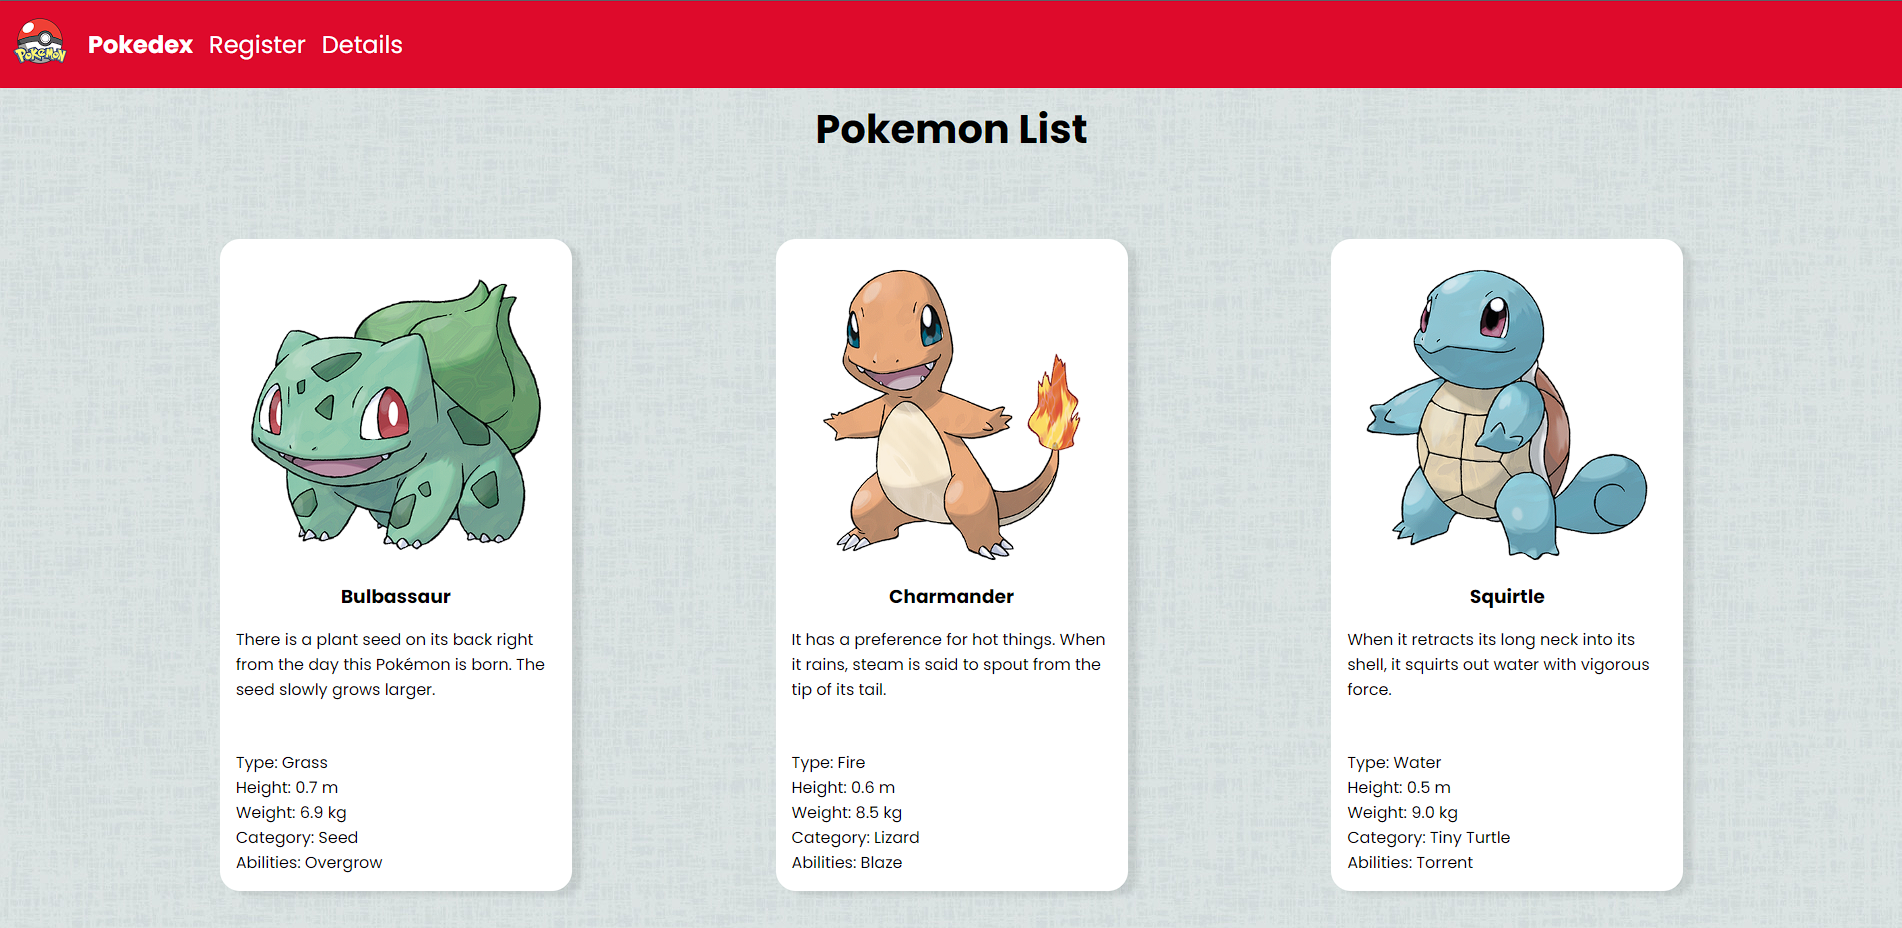 Pokémon
Pokedex Register Details
Pokemon List
Bulbassaur
There is a plant seed on its back right
from the day this Pokémon is born. The
seed slowly grows larger.
Type: Grass
Height: 0.7 m
Weight: 6.9 kg
Category: Seed
Abilities: Overgrow
Charmander
It has a preference for hot things. When
it rains, steam is said to spout from the
tip of its tail.
Type: Fire
Height: 0.6 m
Weight: 8.5 kg
Category: Lizard
Abilities: Blaze
Squirtle
When it retracts its long neck into its
shell, it squirts out water with vigorous
force.
Type: Water
Height: 0.5 m
Weight: 9.0 kg
Category: Tiny Turtle
Abilities: Torrent